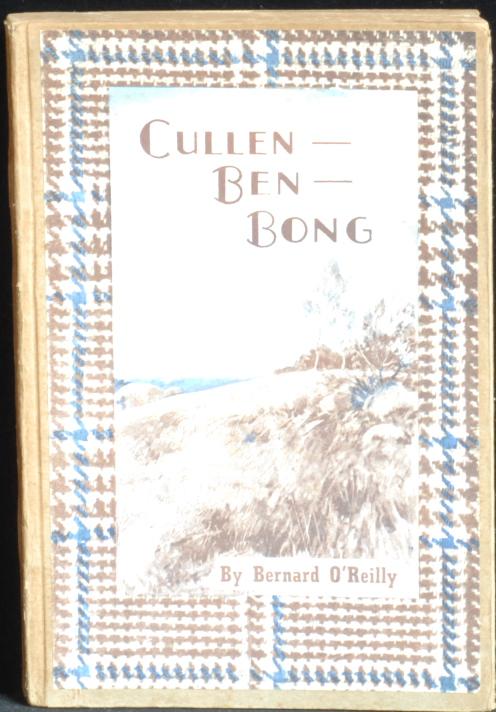 CULLEN —
BEN —
BONG
By Bernard O'Reilly